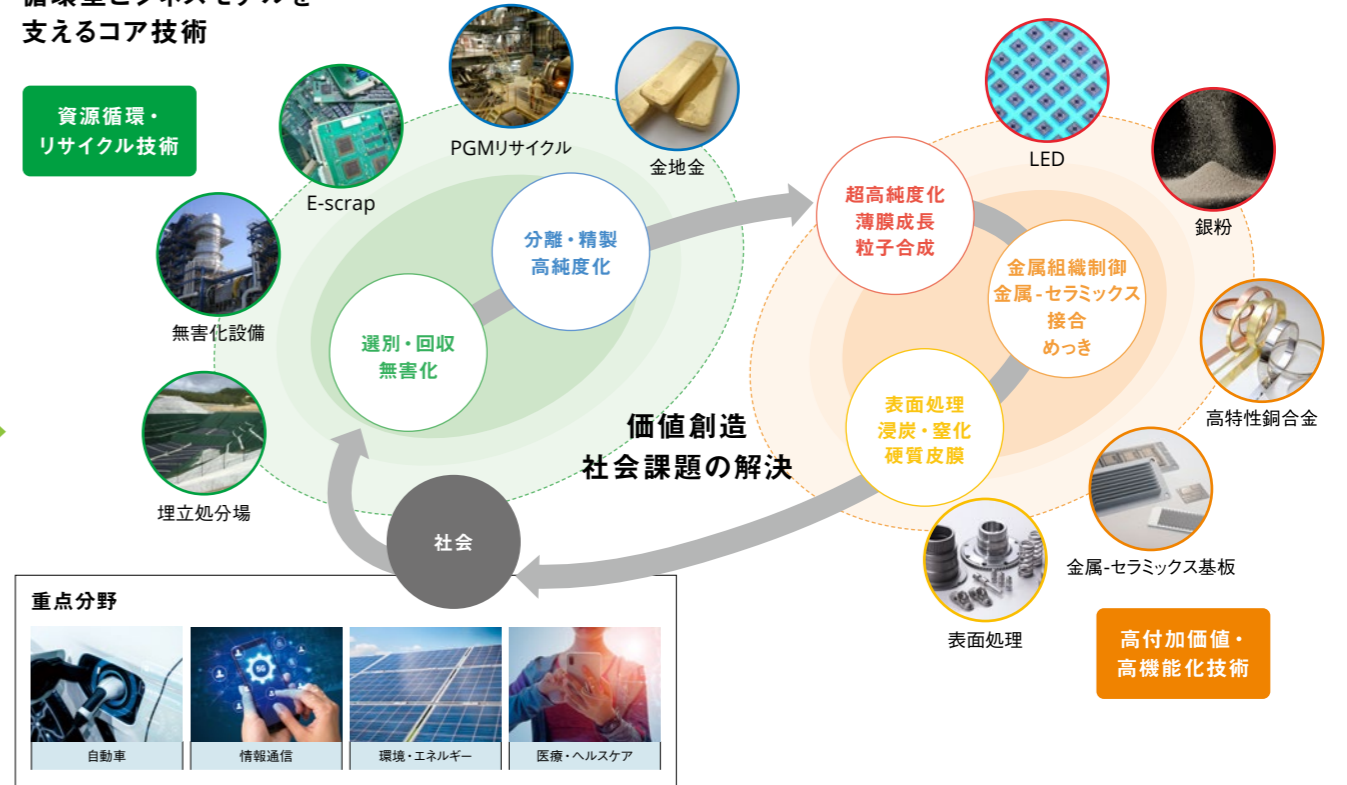 支えるコア技術
資源循環・
リサイクル技術
E-scrap
PGMリサイクル
金地金
無害化設備
埋立処分場
分離・精製
高純度化
選別・回収
無害化
LED
銀粉
高特性銅合金
金属-セラミックス基板
表面処理
超高純度化
薄膜成長
粒子合成
金属組織制御
金属-セラミックス
接合
めっき
表面処理
浸炭・窒化
硬質皮膜
価値創造
社会課題の解決
社会
高付加価値・
高機能化技術
重点分野
5G
自動車
情報通信
環境・エネルギー
医療・ヘルスケア